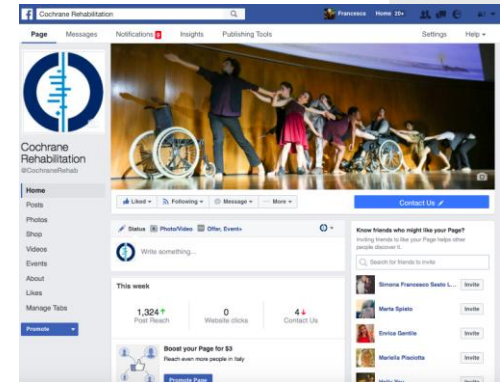 Cochrane Rehabilitation
Francesco Home 20+
Page Messages Notifications Insights Publishing Tools Settings Help
Cochrane
Rehabilitation
@CochraneRehab
Home
Posts
Photos
Shop
Videos
Events
About
Likes
Manage Tabs
Promote
Liked Following Message ··· More
Contact Us
Status Photo/Video Offer, Event+
Write something...
This week
1,324
Post Reach
0
Website clicks
4
Contact Us
Boost your Page for $3
Reach even more people in Italy
Promote Page
Know friends who might like your Page?
Inviting friends to like your Page helps other
people discover it.
Search for friends to invite
Simona Francesco Sesto L... Invite
Marta Spisto Invite
Enrica Gentile Invite
Mariella Pisciotta Invite
Invite